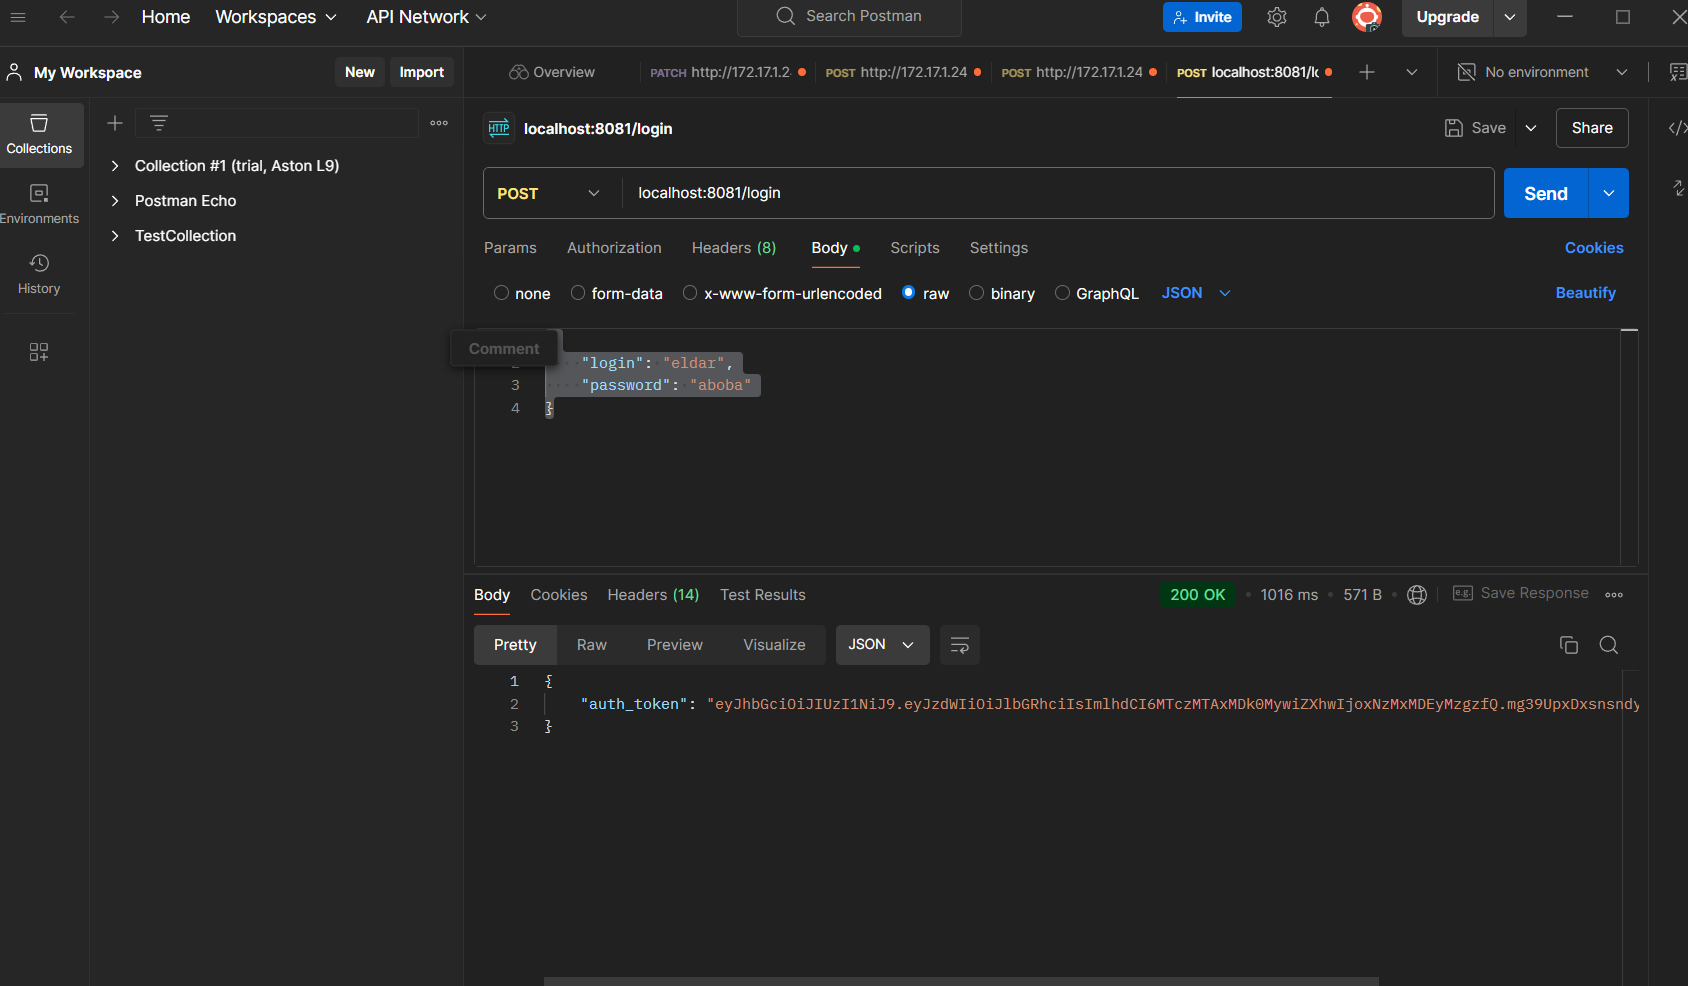 Home Workspaces API Network Search Postman Invite Upgrade
My Workspace New Import Overview PATCH http://172.17.1.2 POST http://172.17.1.24 POST http://172.17.1.24 POST localhost:8081/lo No environment
Collections
Environments
History
Collection #1 (trial, Aston L9)
Postman Echo
TestCollection
HTTP localhost:8081/login Save Share
POST localhost:8081/login Send
Params Authorization Headers (8) Body Scripts Settings Cookies
none form-data x-www-form-urlencoded raw binary GraphQL JSON Beautify
Comment
2 "login": "eldar",
3 "password": "aboba"
4 }
Body Cookies Headers (14) Test Results 200 OK 1016 ms 571 B e.g. Save Response
Pretty Raw Preview Visualize JSON
1 {
2 "auth_token": "eyJhbGciOiJIUzI1NiJ9.eyJzdWIiOiJlbGRhciIsImlhdCI6MTczMTAxMDk0MywiZXhwIjoxNzMxMDEyMzgzfQ.mg39UpxDxsnsndy
3 }